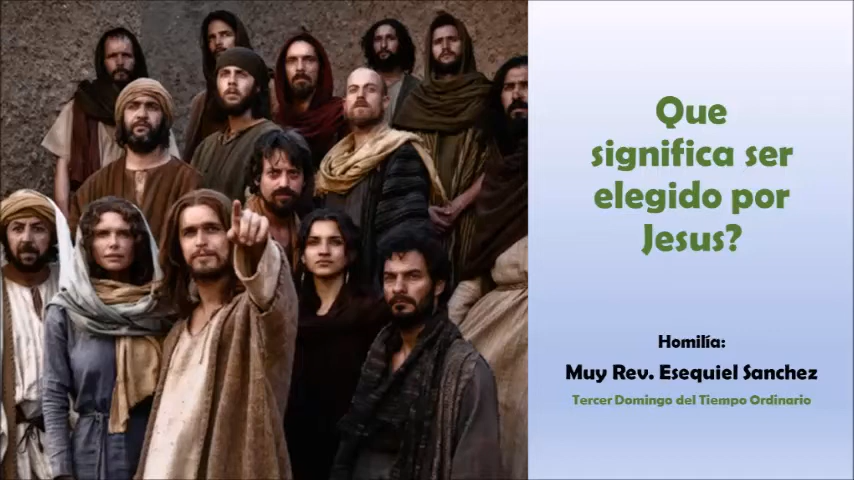 Que
significa ser
elegido por
Jesus?
Homilía:
Muy Rev. Esequiel Sanchez
Tercer Domingo del Tiempo Ordinario